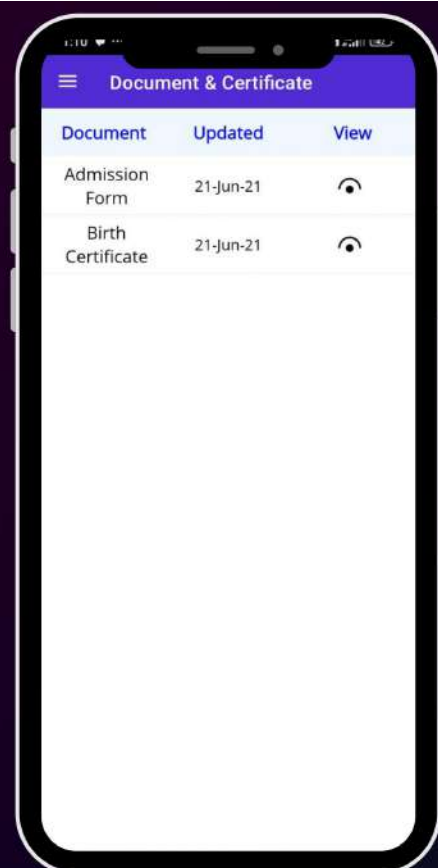 Document & Certificate
Document Updated View
Admission
Form
21-Jun-21
Birth
Certificate
21-Jun-21